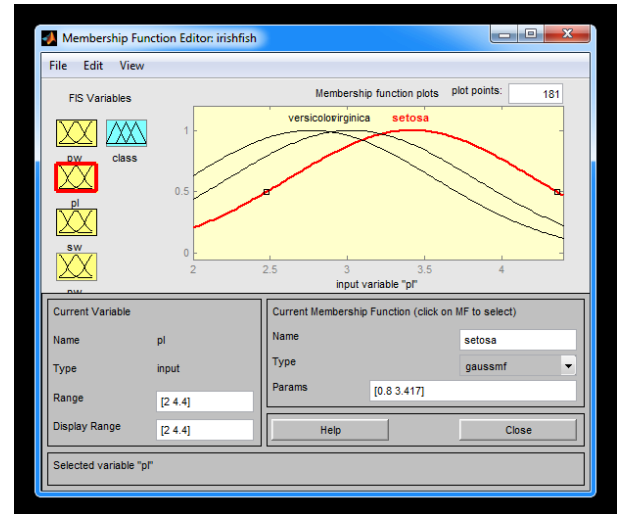 Membership Function Editor: irishfish
File Edit View
FIS Variables
Membership function plots plot points: 181
versicolor virginica setosa
1
0.5
0
2 2.5 3 3.5 4
input variable "pl"
pw class
pl
sw
Current Variable
Name pl
Type input
Range [2 4.4]
Display Range [2 4.4]
Current Membership Function (click on MF to select)
Name setosa
Type gaussmf
Params [0.8 3.417]
Help Close
Selected variable "pl"